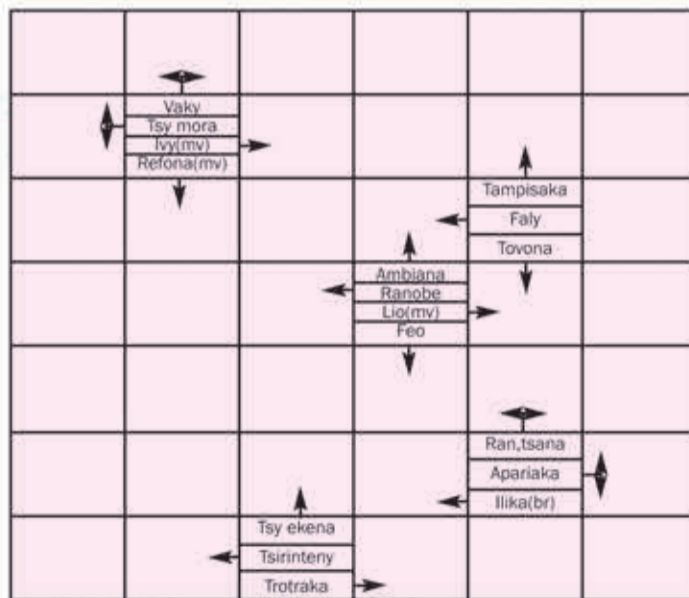 Vaky
Tsy mora
Ivy(mv)
Refona(mv)
Tampisaka
Faly
Tovona
Ambiana
Ranobe
Lio(mv)
Feo
Ran,tsana
Apariaka
Ilika(br)
Tsy ekena
Tsirinteny
Trotraka